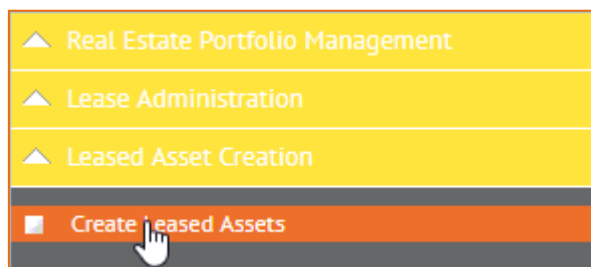 Real Estate Portfolio Management
Lease Administration
Leased Asset Creation
Create Leased Assets